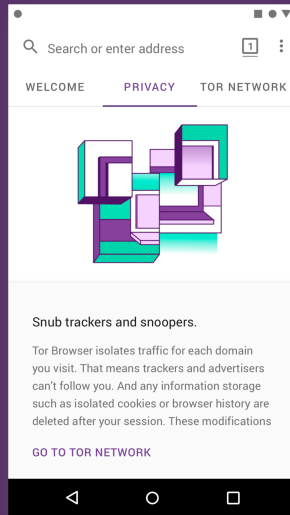 Search or enter address
1
WELCOME PRIVACY TOR NETWORK
Snub trackers and snoopers.
Tor Browser isolates traffic for each domain
you visit. That means trackers and advertisers
can't follow you. And any information storage
such as isolated cookies or browser history are
deleted after your session. These modifications
GO TO TOR NETWORK